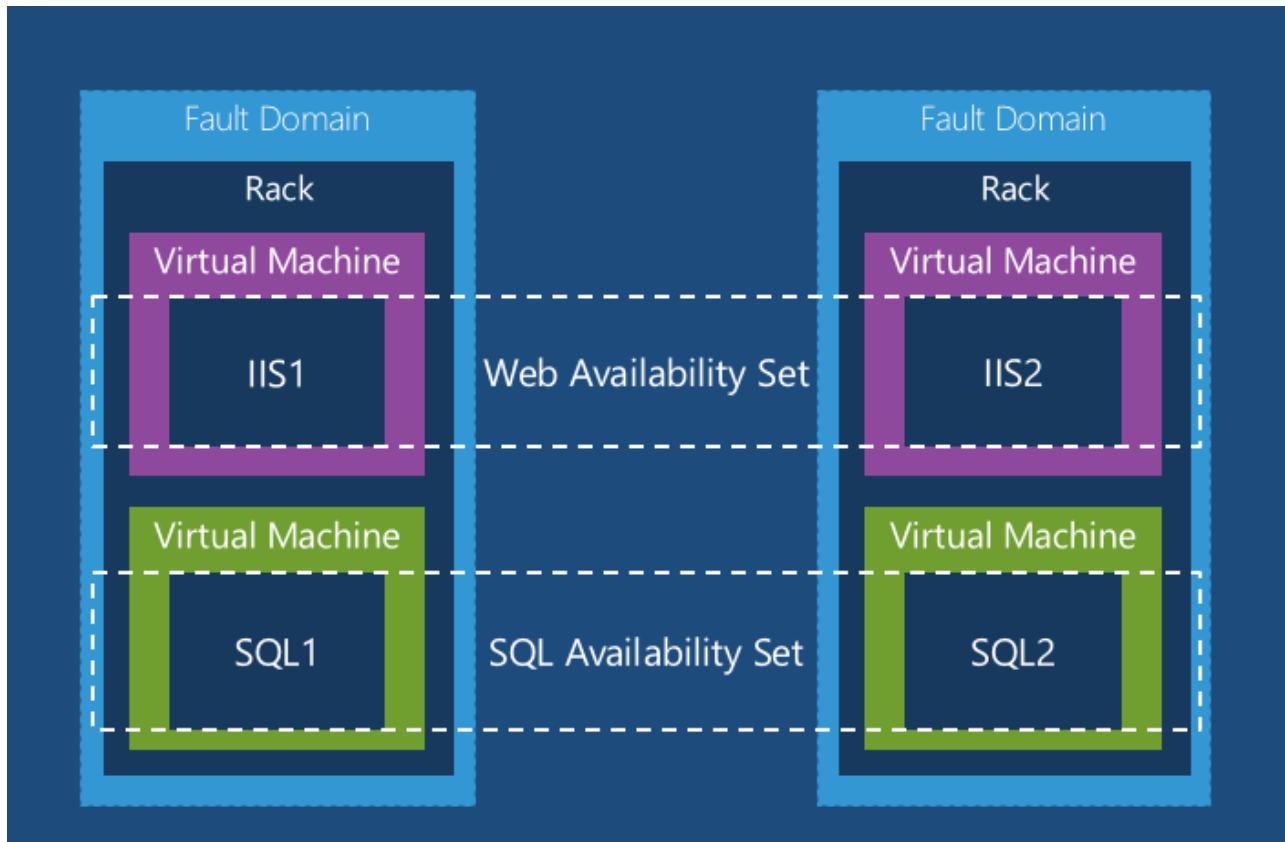 Fault Domain
Fault Domain
Rack
Rack
Virtual Machine
Virtual Machine
IIS1
Web Availability Set
IIS2
Virtual Machine
Virtual Machine
SQL1
SQL Availability Set
SQL2